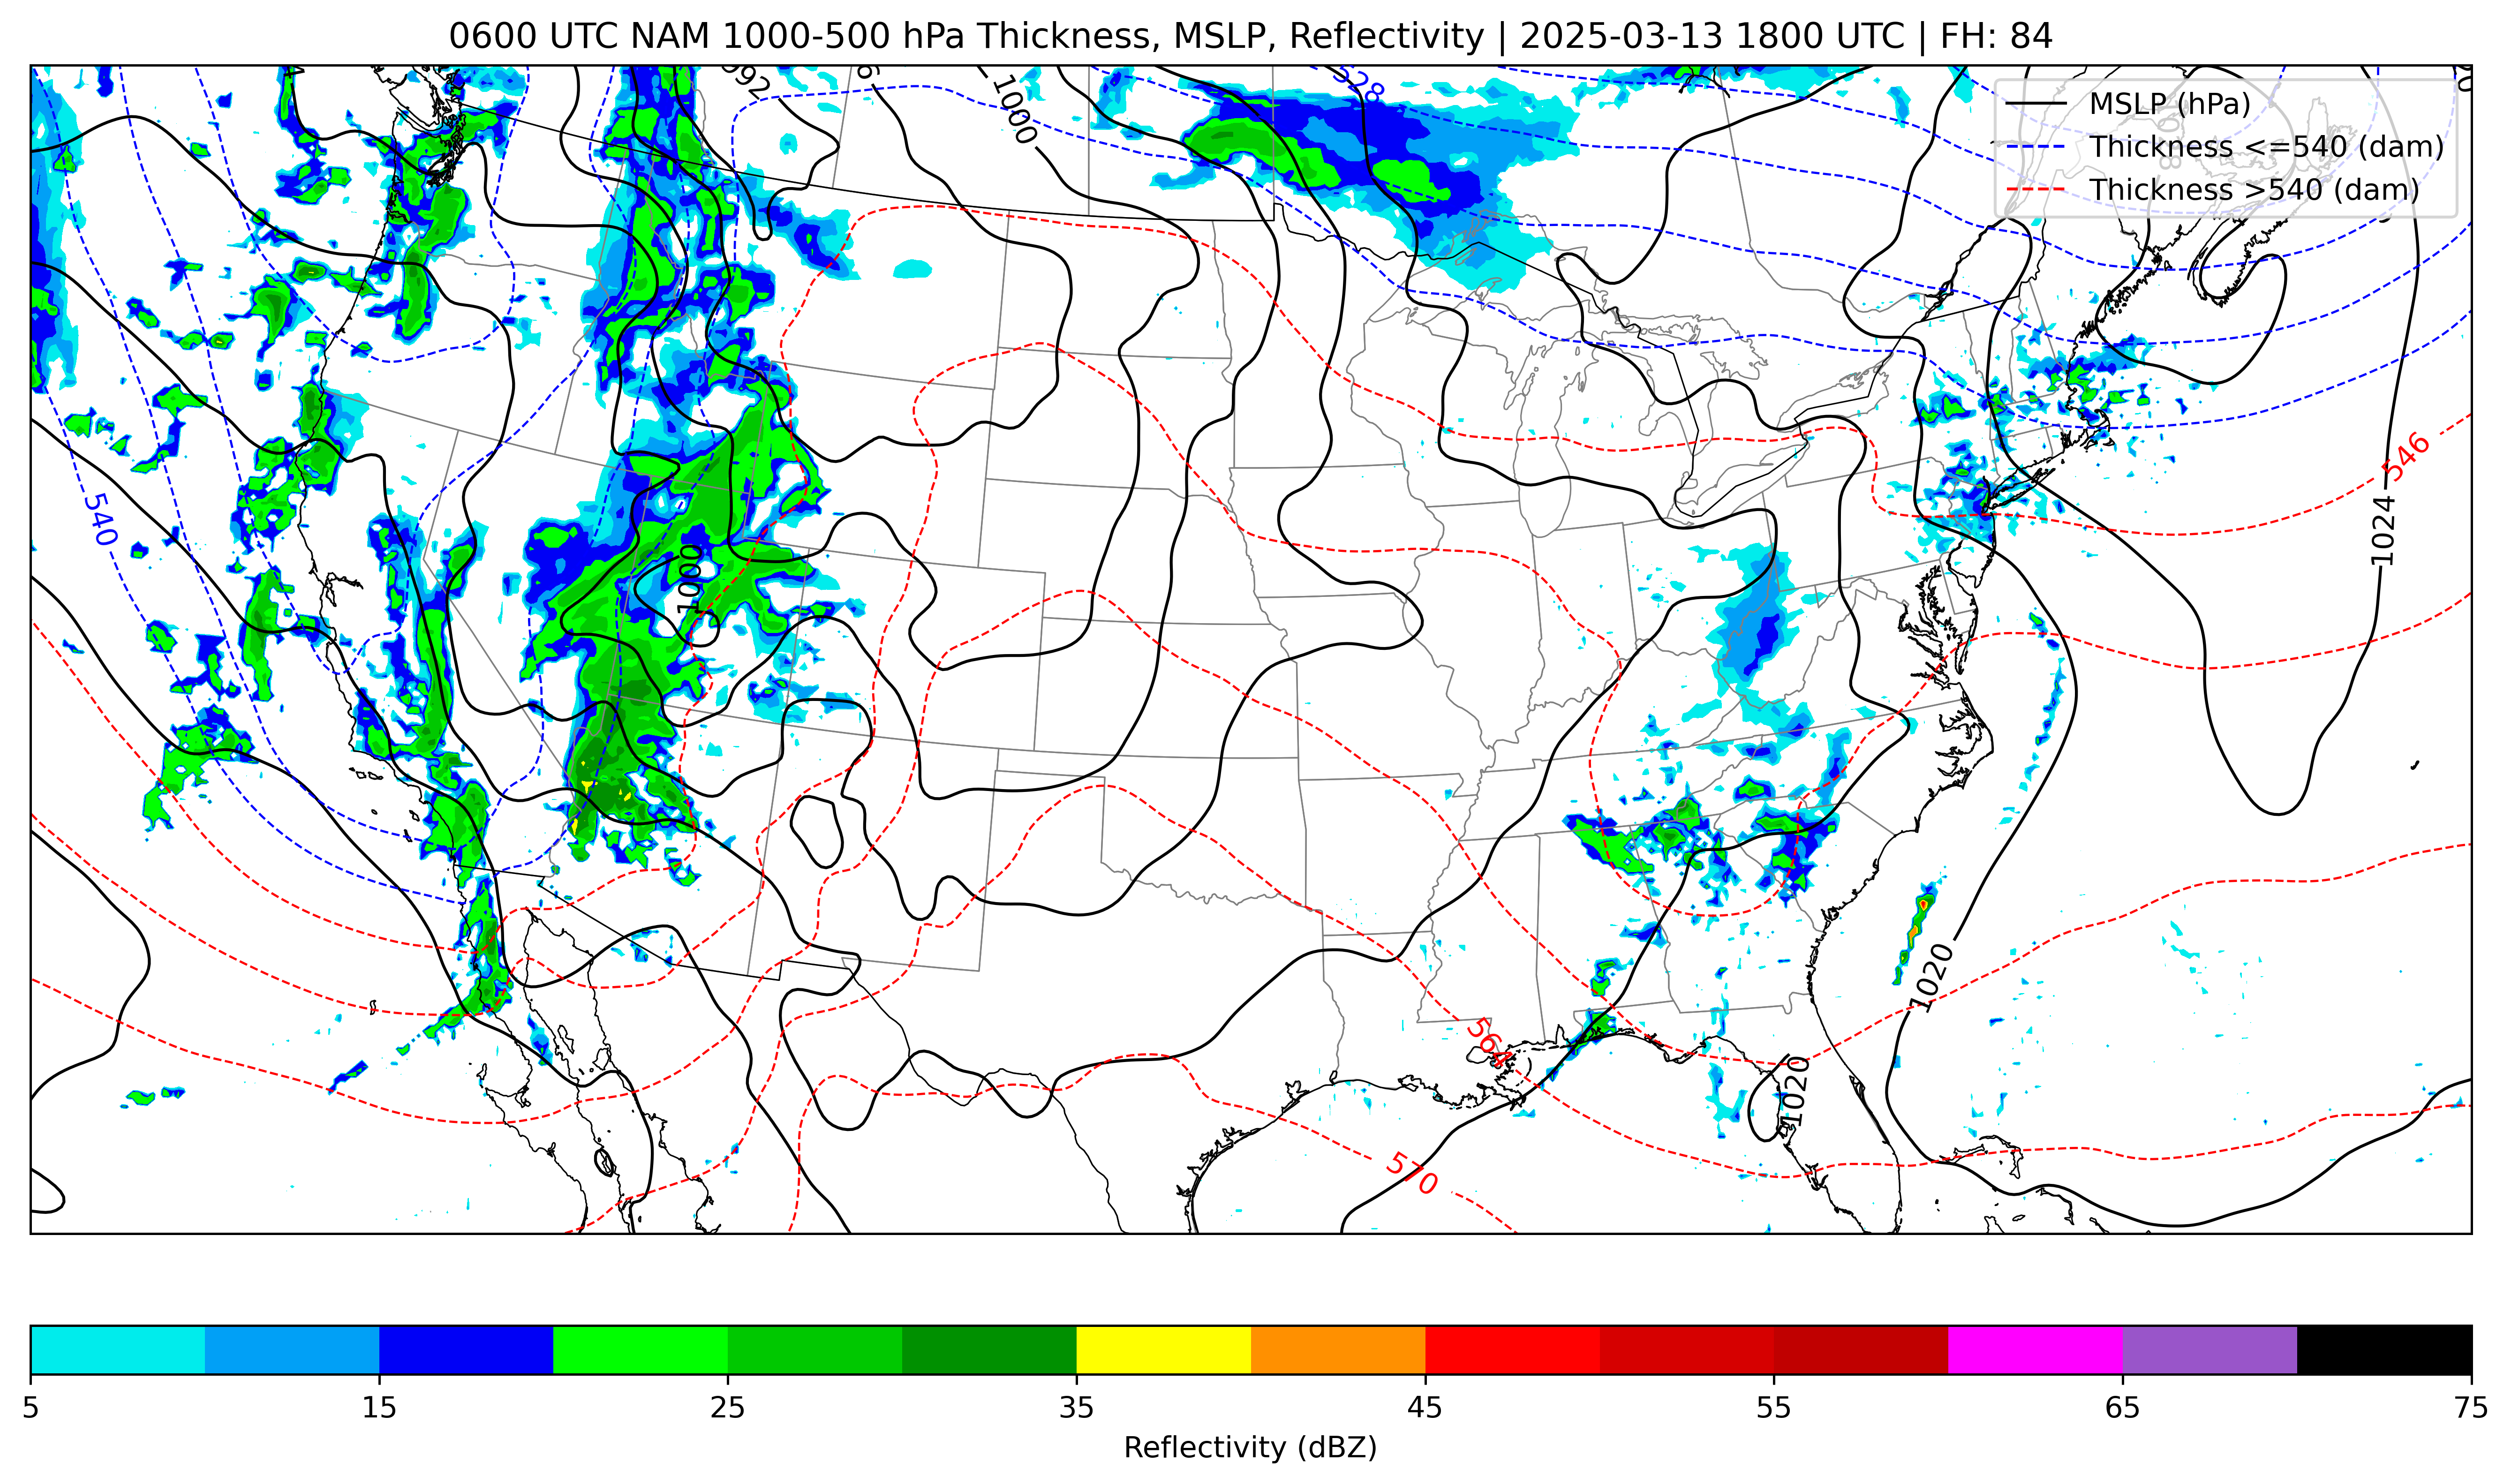 0600 UTC NAM 1000-500 hPa Thickness, MSLP, Reflectivity | 2025-03-13 1800 UTC | FH: 84
MSLP (hPa)
Thickness <=540 (dam)
Thickness >540 (dam)
992
1000
528
546
540
1024
1000
1020
564
1020
570
5 15 25 35 45 55 65 75
Reflectivity (dBZ)